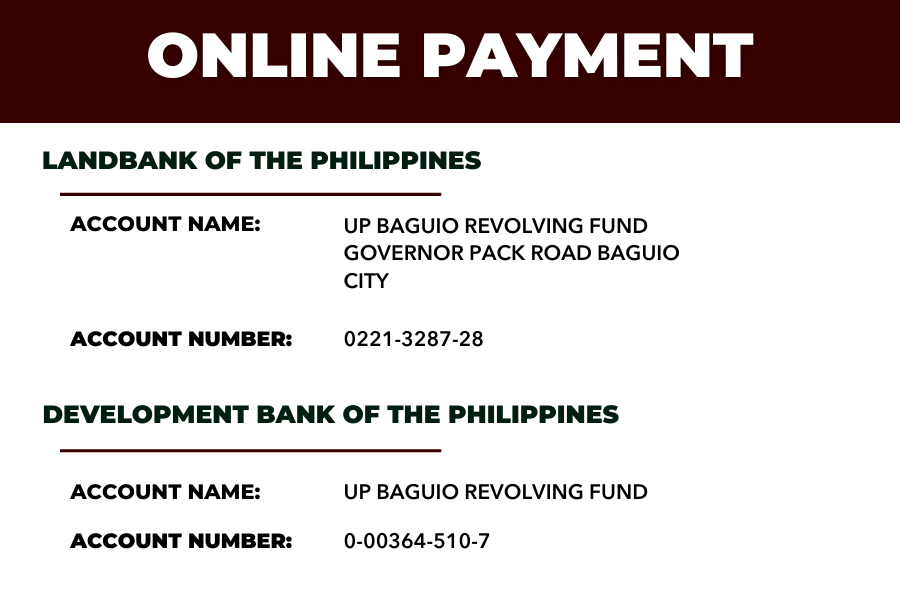 ONLINE PAYMENT
LANDBANK OF THE PHILIPPINES
ACCOUNT NAME: UP BAGUIO REVOLVING FUND
GOVERNOR PACK ROAD BAGUIO
CITY
ACCOUNT NUMBER: 0221-3287-28
DEVELOPMENT BANK OF THE PHILIPPINES
ACCOUNT NAME: UP BAGUIO REVOLVING FUND
ACCOUNT NUMBER: 0-00364-510-7